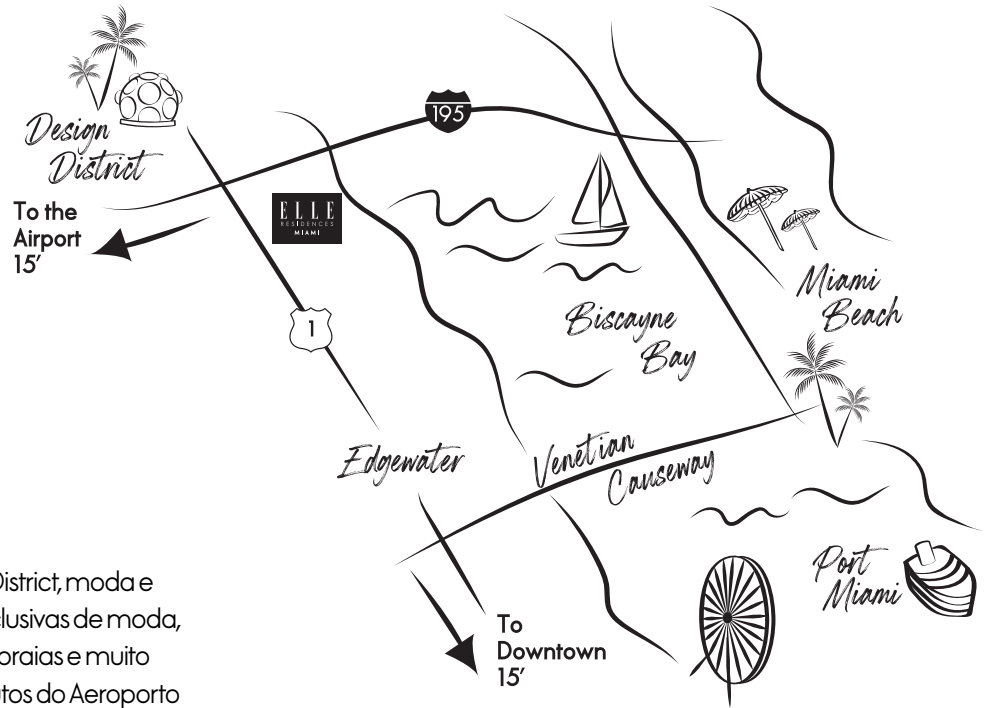 195
Design
District
To the
Airport
15’
ELLE
RESIDENCES
MIAMI
1
Miami
Beach
Biscayne
Bay
Edgewater
Venetian
Causeway
Port
Miami
To
Downtown
15’
District, moda e
clusivas de moda,
praias e muito
tos do Aeroporto